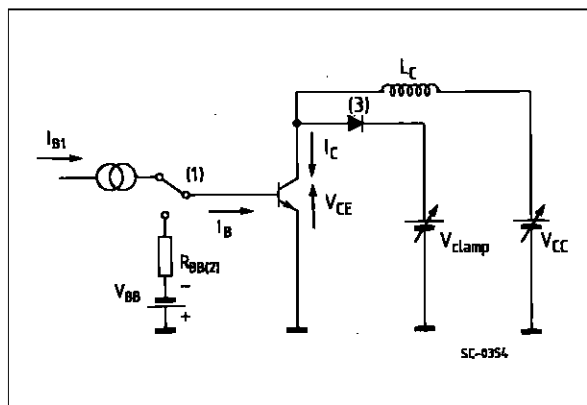 L_C
(3)
I_B1
(1)
I_C
I_B
V_CE
V_clamp
V_CC
R_BB(2)
V_BB
−
+
SC-0354